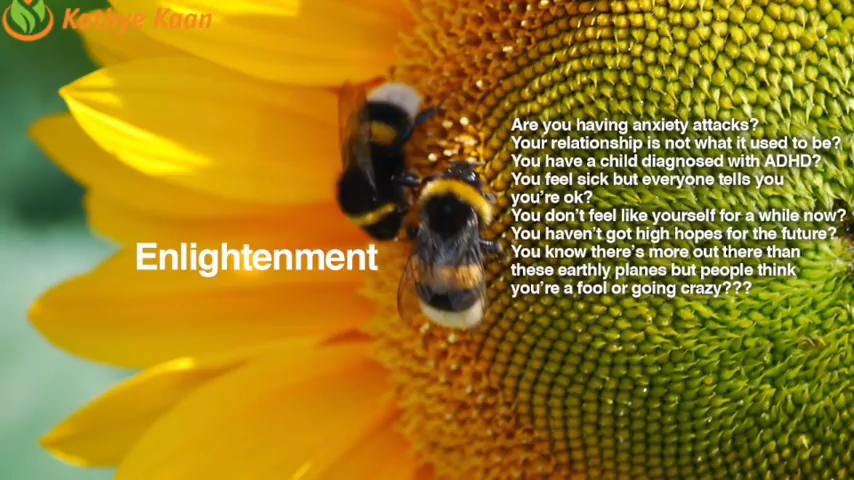 Kathye Kaan
Enlightenment
Are you having anxiety attacks?
Your relationship is not what it used to be?
You have a child diagnosed with ADHD?
You feel sick but everyone tells you
you're ok?
You don't feel like yourself for a while now?
You haven't got high hopes for the future?
You know there's more out there than
these earthly planes but people think
you're a fool or going crazy???